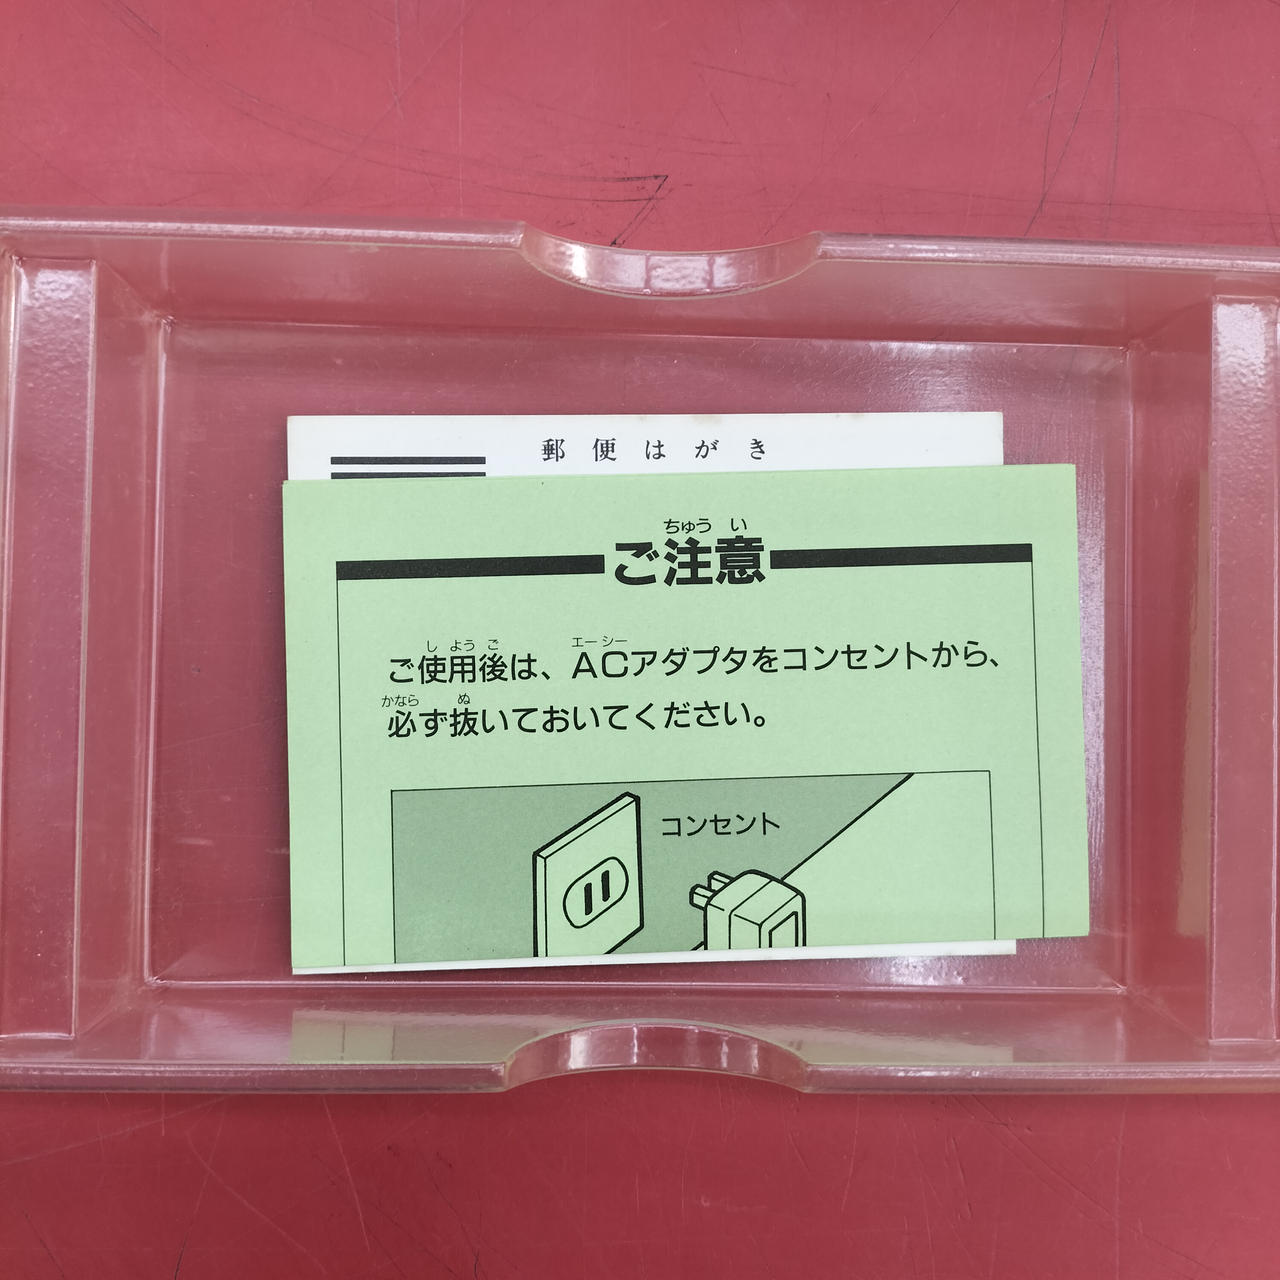 郵便はがき
ちゅうい
ご注意
しようご エーシー
ご使用後は、ACアダプタをコンセントから、
かなら ぬ
必ず抜いておいてください。
コンセント